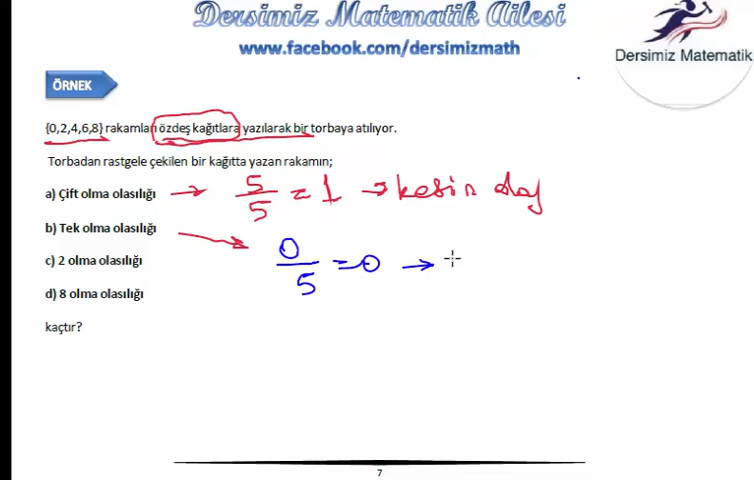 Dersimiz Matematik Ailesi
www.facebook.com/dersimizmath
Dersimiz Matematik
ÖRNEK
{0,2,4,6,8} rakamları özdeş kağıtlara yazılarak bir torbaya atılıyor.
Torbadan rastgele çekilen bir kağıtta yazan rakamın;
a) Çift olma olasılığı → 5/5 = 1 → kesin olay
b) Tek olma olasılığı → 0/5 = 0 →
c) 2 olma olasılığı
d) 8 olma olasılığı
kaçtır?
7